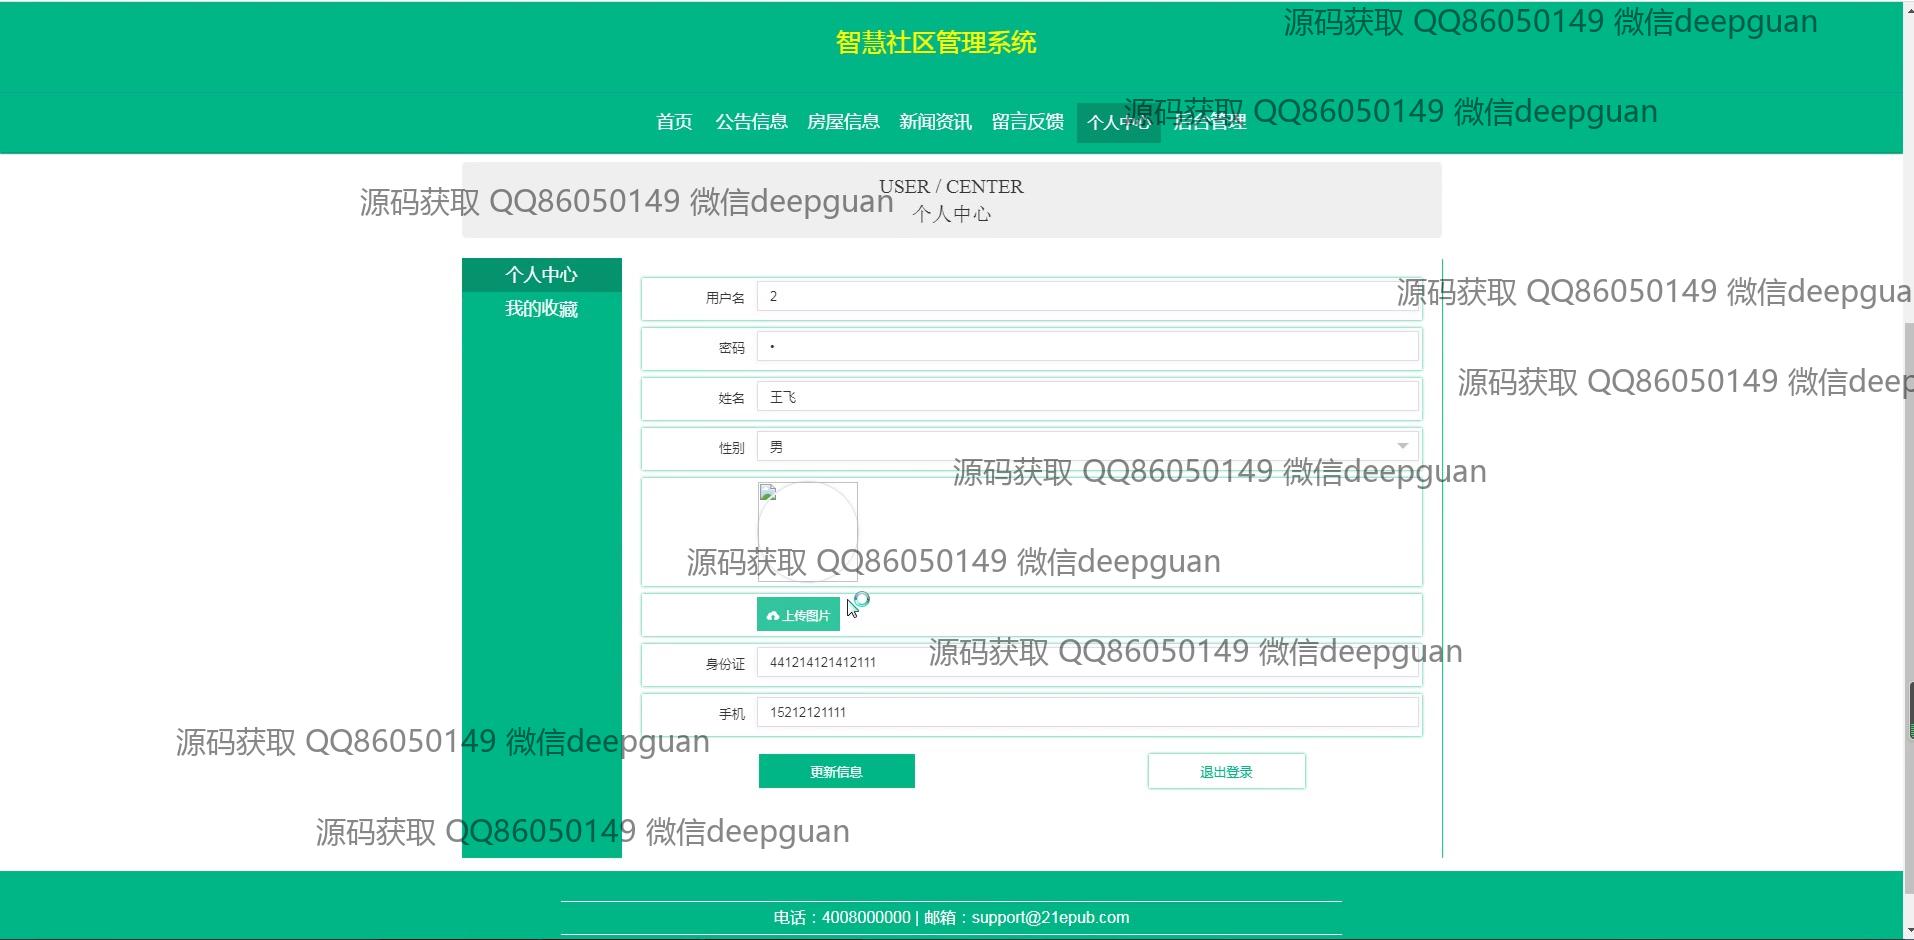 智慧社区管理系统
源码获取 QQ86050149 微信deepguan
首页 公告信息 房屋信息 新闻资讯 留言反馈 个人中心 后台管理
源码获取 QQ86050149 微信deepguan
USER / CENTER
源码获取 QQ86050149 微信deepguan
个人中心
个人中心
我的收藏
用户名 2
源码获取 QQ86050149 微信deepgua
密码 •
源码获取 QQ86050149 微信deep
姓名 王飞
性别 男
源码获取 QQ86050149 微信deepguan
源码获取 QQ86050149 微信deepguan
上传图片
源码获取 QQ86050149 微信deepguan
身份证 441214121412111
手机 15212121111
源码获取 QQ86050149 微信deepguan
更新信息 退出登录
源码获取 QQ86050149 微信deepguan
电话：4008000000 | 邮箱：support@21epub.com